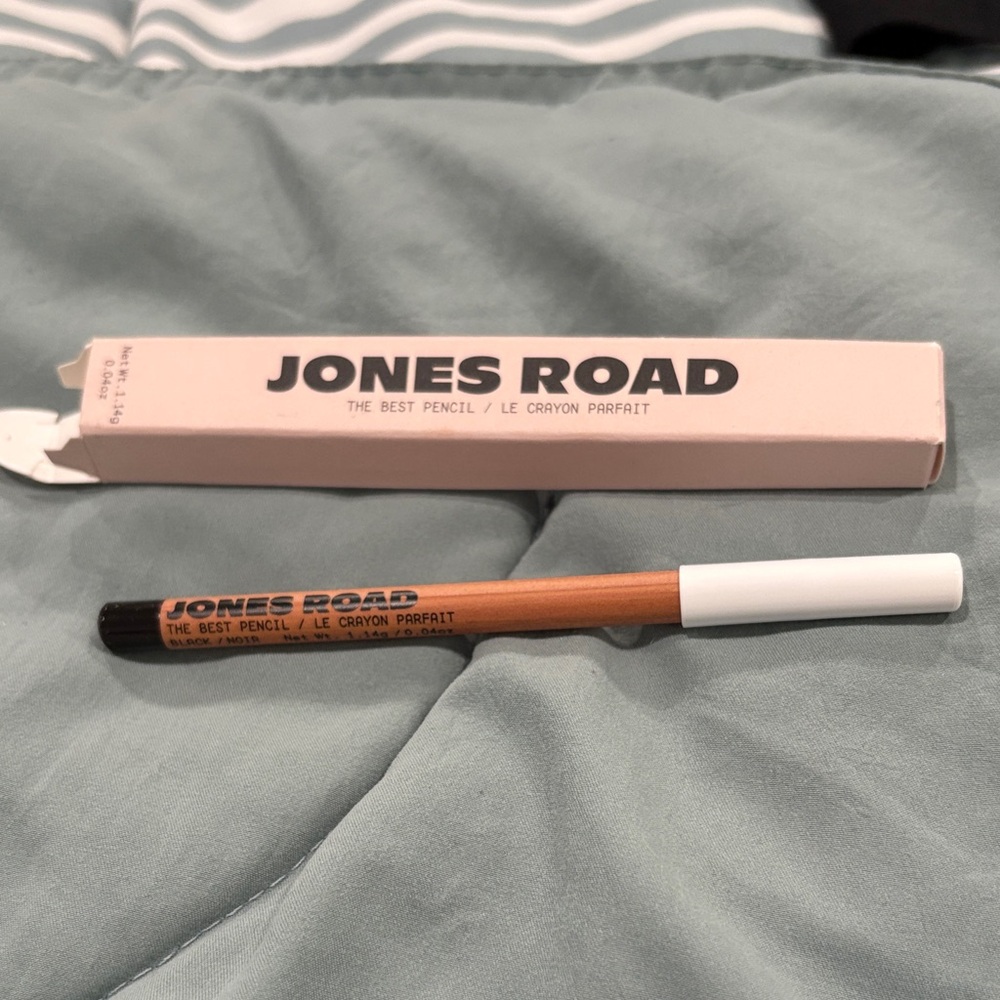 Net Wt. 1.14g
0.04oz
JONES ROAD
THE BEST PENCIL / LE CRAYON PARFAIT
JONES ROAD
THE BEST PENCIL / LE CRAYON PARFAIT
BLACK / NOIR Net Wt. 1.14g / 0.04oz